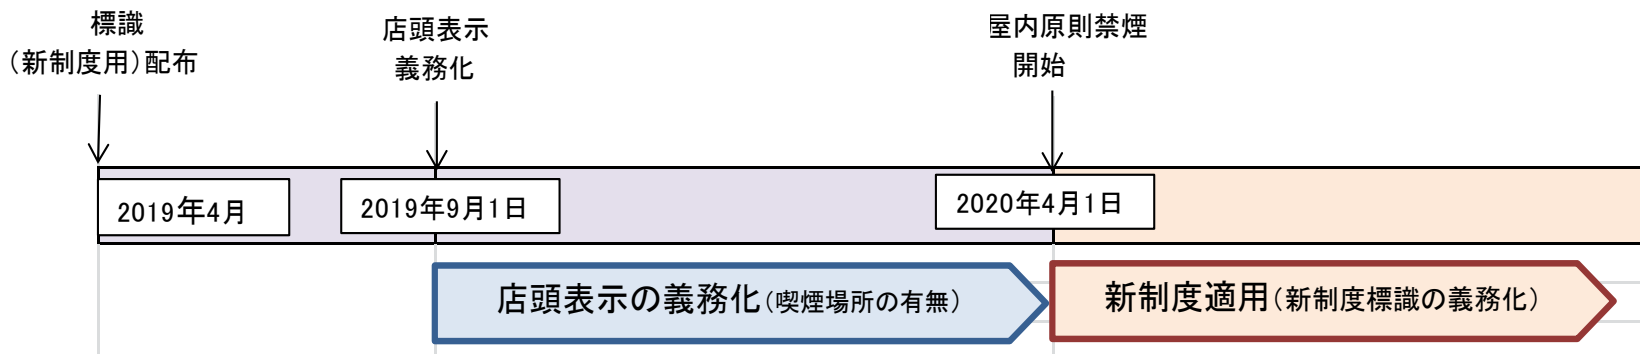 標識
（新制度用）配布
店頭表示
義務化
屋内原則禁煙
開始
2019年4月
2019年9月1日
2020年4月1日
店頭表示の義務化（喫煙場所の有無）
新制度適用（新制度標識の義務化）